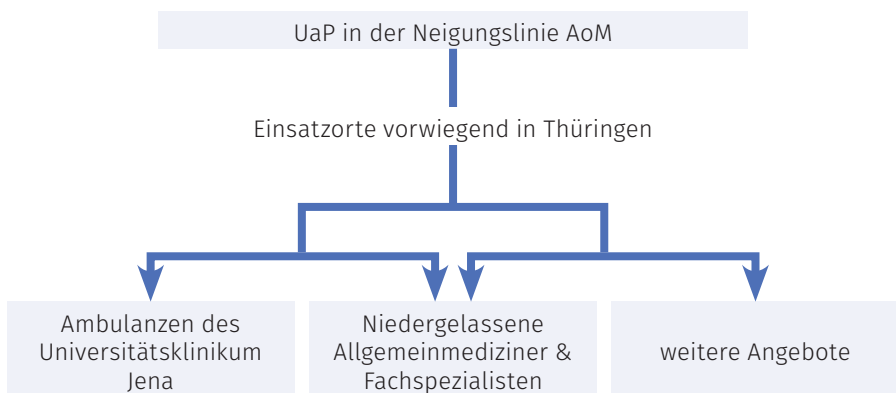 UaP in der Neigungslinie AoM
Einsatzorte vorwiegend in Thüringen
Ambulanzen des
Universitätsklinikum
Jena
Niedergelassene
Allgemeinmediziner &
Fachspezialisten
weitere Angebote